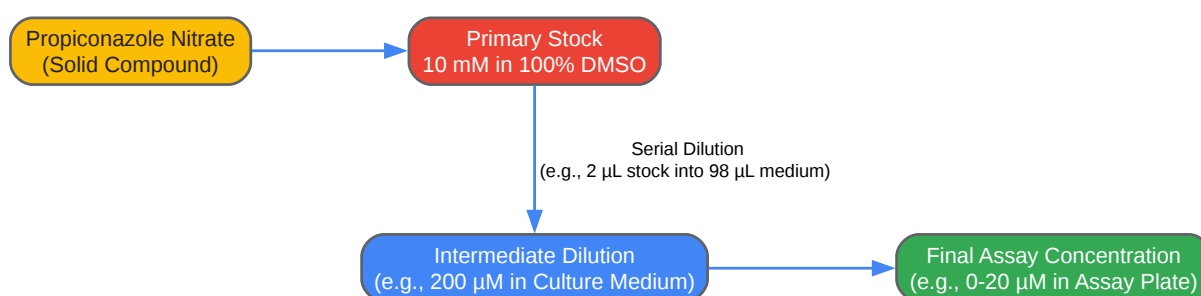 Propiconazole Nitrate
(Solid Compound)
Primary Stock
10 mM in 100% DMSO
Serial Dilution
(e.g., 2 µL stock into 98 µL medium)
Intermediate Dilution
(e.g., 200 µM in Culture Medium)
Final Assay Concentration
(e.g., 0-20 µM in Assay Plate)